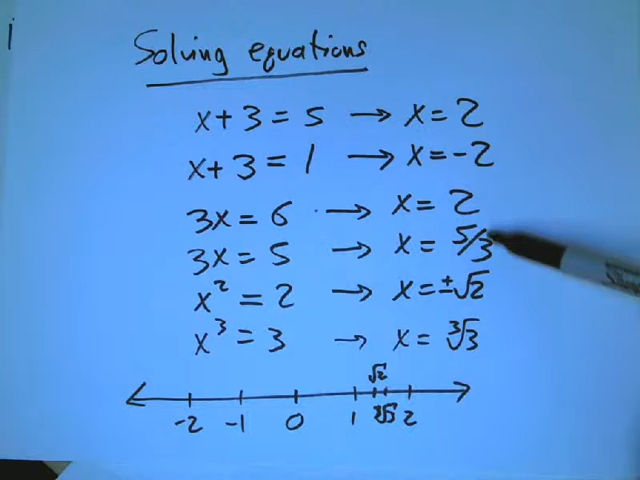 Solving equations
x + 3 = 5 → x = 2
x + 3 = 1 → x = -2
3x = 6 → x = 2
3x = 5 → x = 5/3
x² = 2 → x = ±√2
x³ = 3 → x = ∛3
√2
-2 -1 0 1 ∛3 2